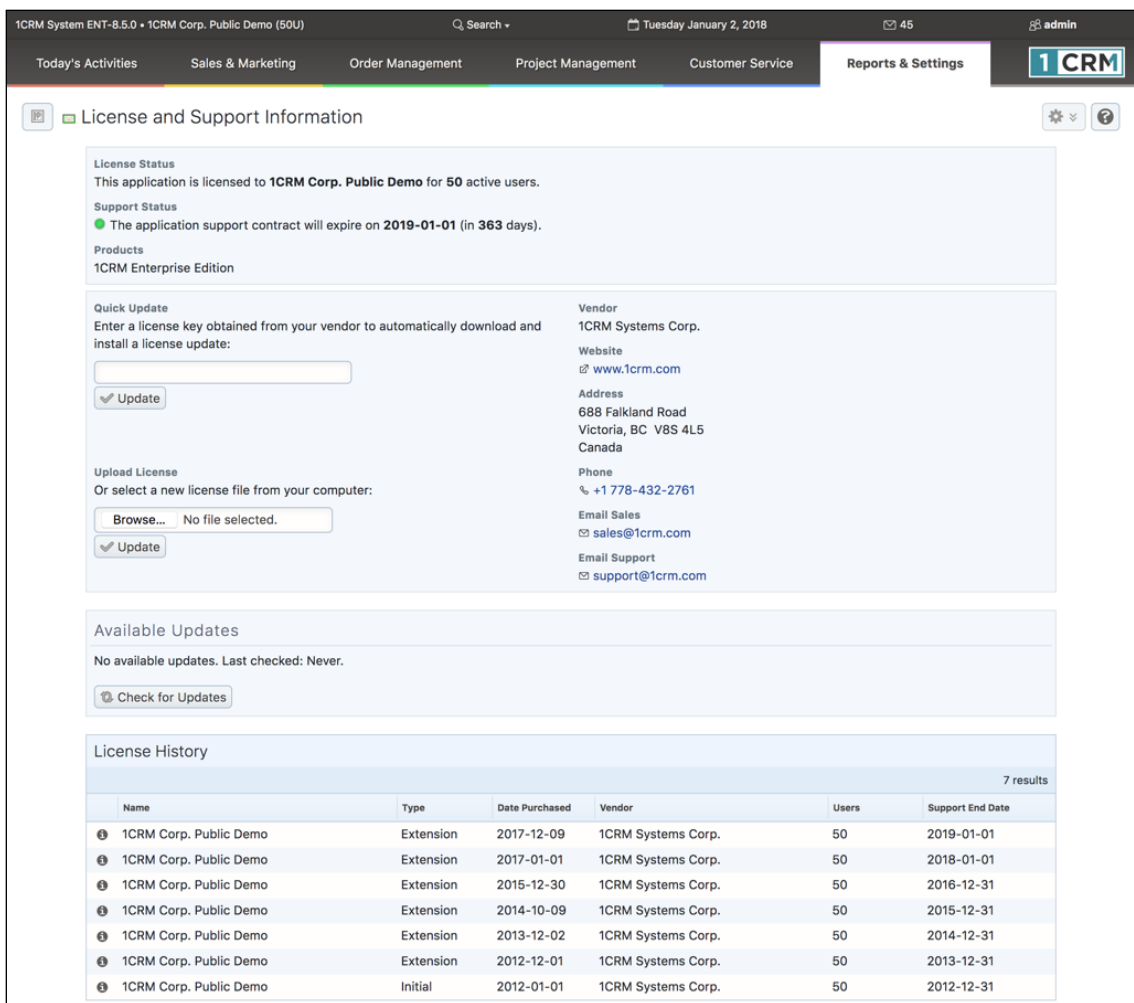 1CRM System ENT-8.5.0 • 1CRM Corp. Public Demo (50U) Search Tuesday January 2, 2018 45 admin
Today's Activities Sales & Marketing Order Management Project Management Customer Service Reports & Settings 1 CRM
License and Support Information
License Status
This application is licensed to 1CRM Corp. Public Demo for 50 active users.
Support Status
The application support contract will expire on 2019-01-01 (in 363 days).
Products
1CRM Enterprise Edition
Quick Update
Enter a license key obtained from your vendor to automatically download and
install a license update:
Update
Upload License
Or select a new license file from your computer:
Browse... No file selected.
Update
Vendor
1CRM Systems Corp.
Website
www.1crm.com
Address
688 Falkland Road
Victoria, BC V8S 4L5
Canada
Phone
+1 778-432-2761
Email Sales
sales@1crm.com
Email Support
support@1crm.com
Available Updates
No available updates. Last checked: Never.
Check for Updates
License History
7 results
Name Type Date Purchased Vendor Users Support End Date
1CRM Corp. Public Demo Extension 2017-12-09 1CRM Systems Corp. 50 2019-01-01
1CRM Corp. Public Demo Extension 2017-01-01 1CRM Systems Corp. 50 2018-01-01
1CRM Corp. Public Demo Extension 2015-12-30 1CRM Systems Corp. 50 2016-12-31
1CRM Corp. Public Demo Extension 2014-10-09 1CRM Systems Corp. 50 2015-12-31
1CRM Corp. Public Demo Extension 2013-12-02 1CRM Systems Corp. 50 2014-12-31
1CRM Corp. Public Demo Extension 2012-12-01 1CRM Systems Corp. 50 2013-12-31
1CRM Corp. Public Demo Initial 2012-01-01 1CRM Systems Corp. 50 2012-12-31